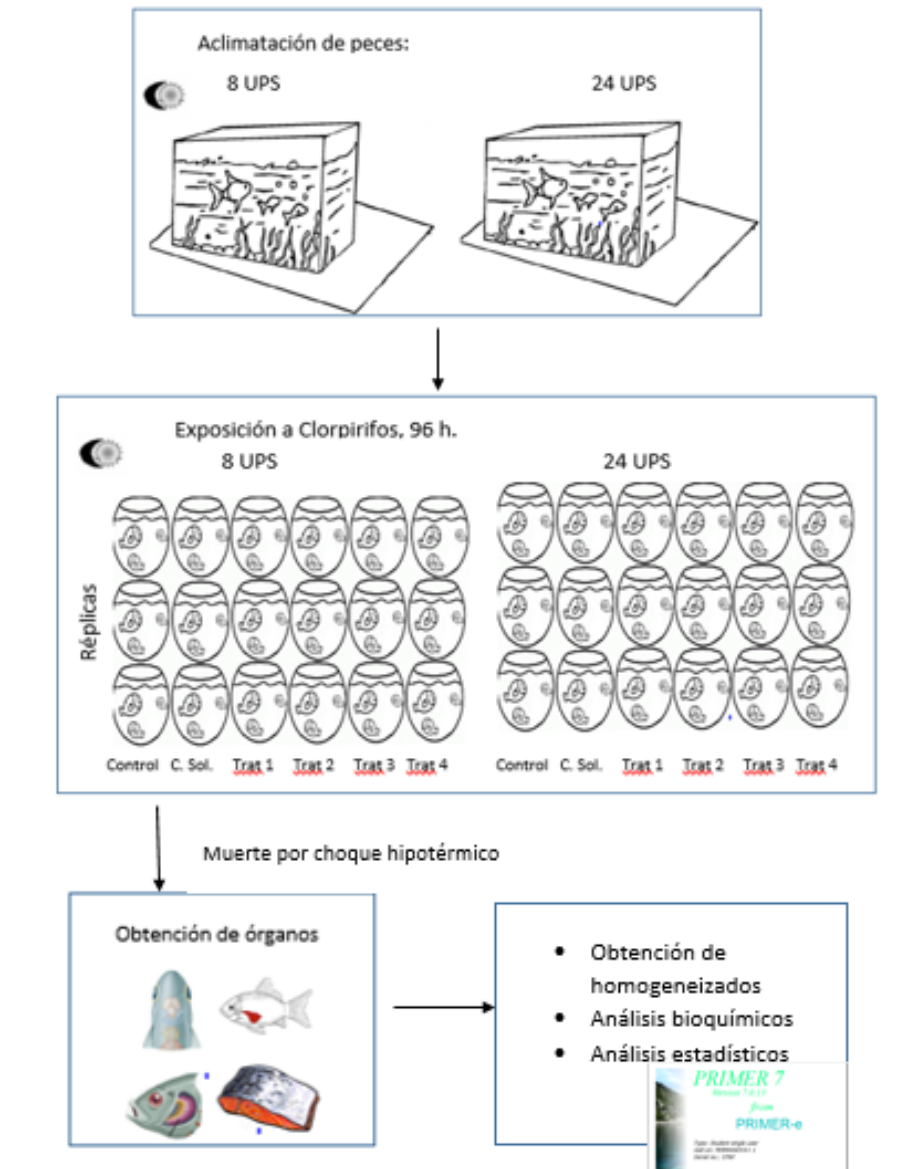 Aclimatación de peces:
8 UPS
24 UPS
Exposición a Clorpirifos, 96 h.
8 UPS
24 UPS
Réplicas
Control C. Sol. Trat 1 Trat 2 Trat 3 Trat 4
Control C. Sol. Trat 1 Trat 2 Trat 3 Trat 4
Muerte por choque hipotérmico
Obtención de órganos
• Obtención de
homogeneizados
• Análisis bioquímicos
• Análisis estadísticos
PRIMER 7
from
PRIMER-e